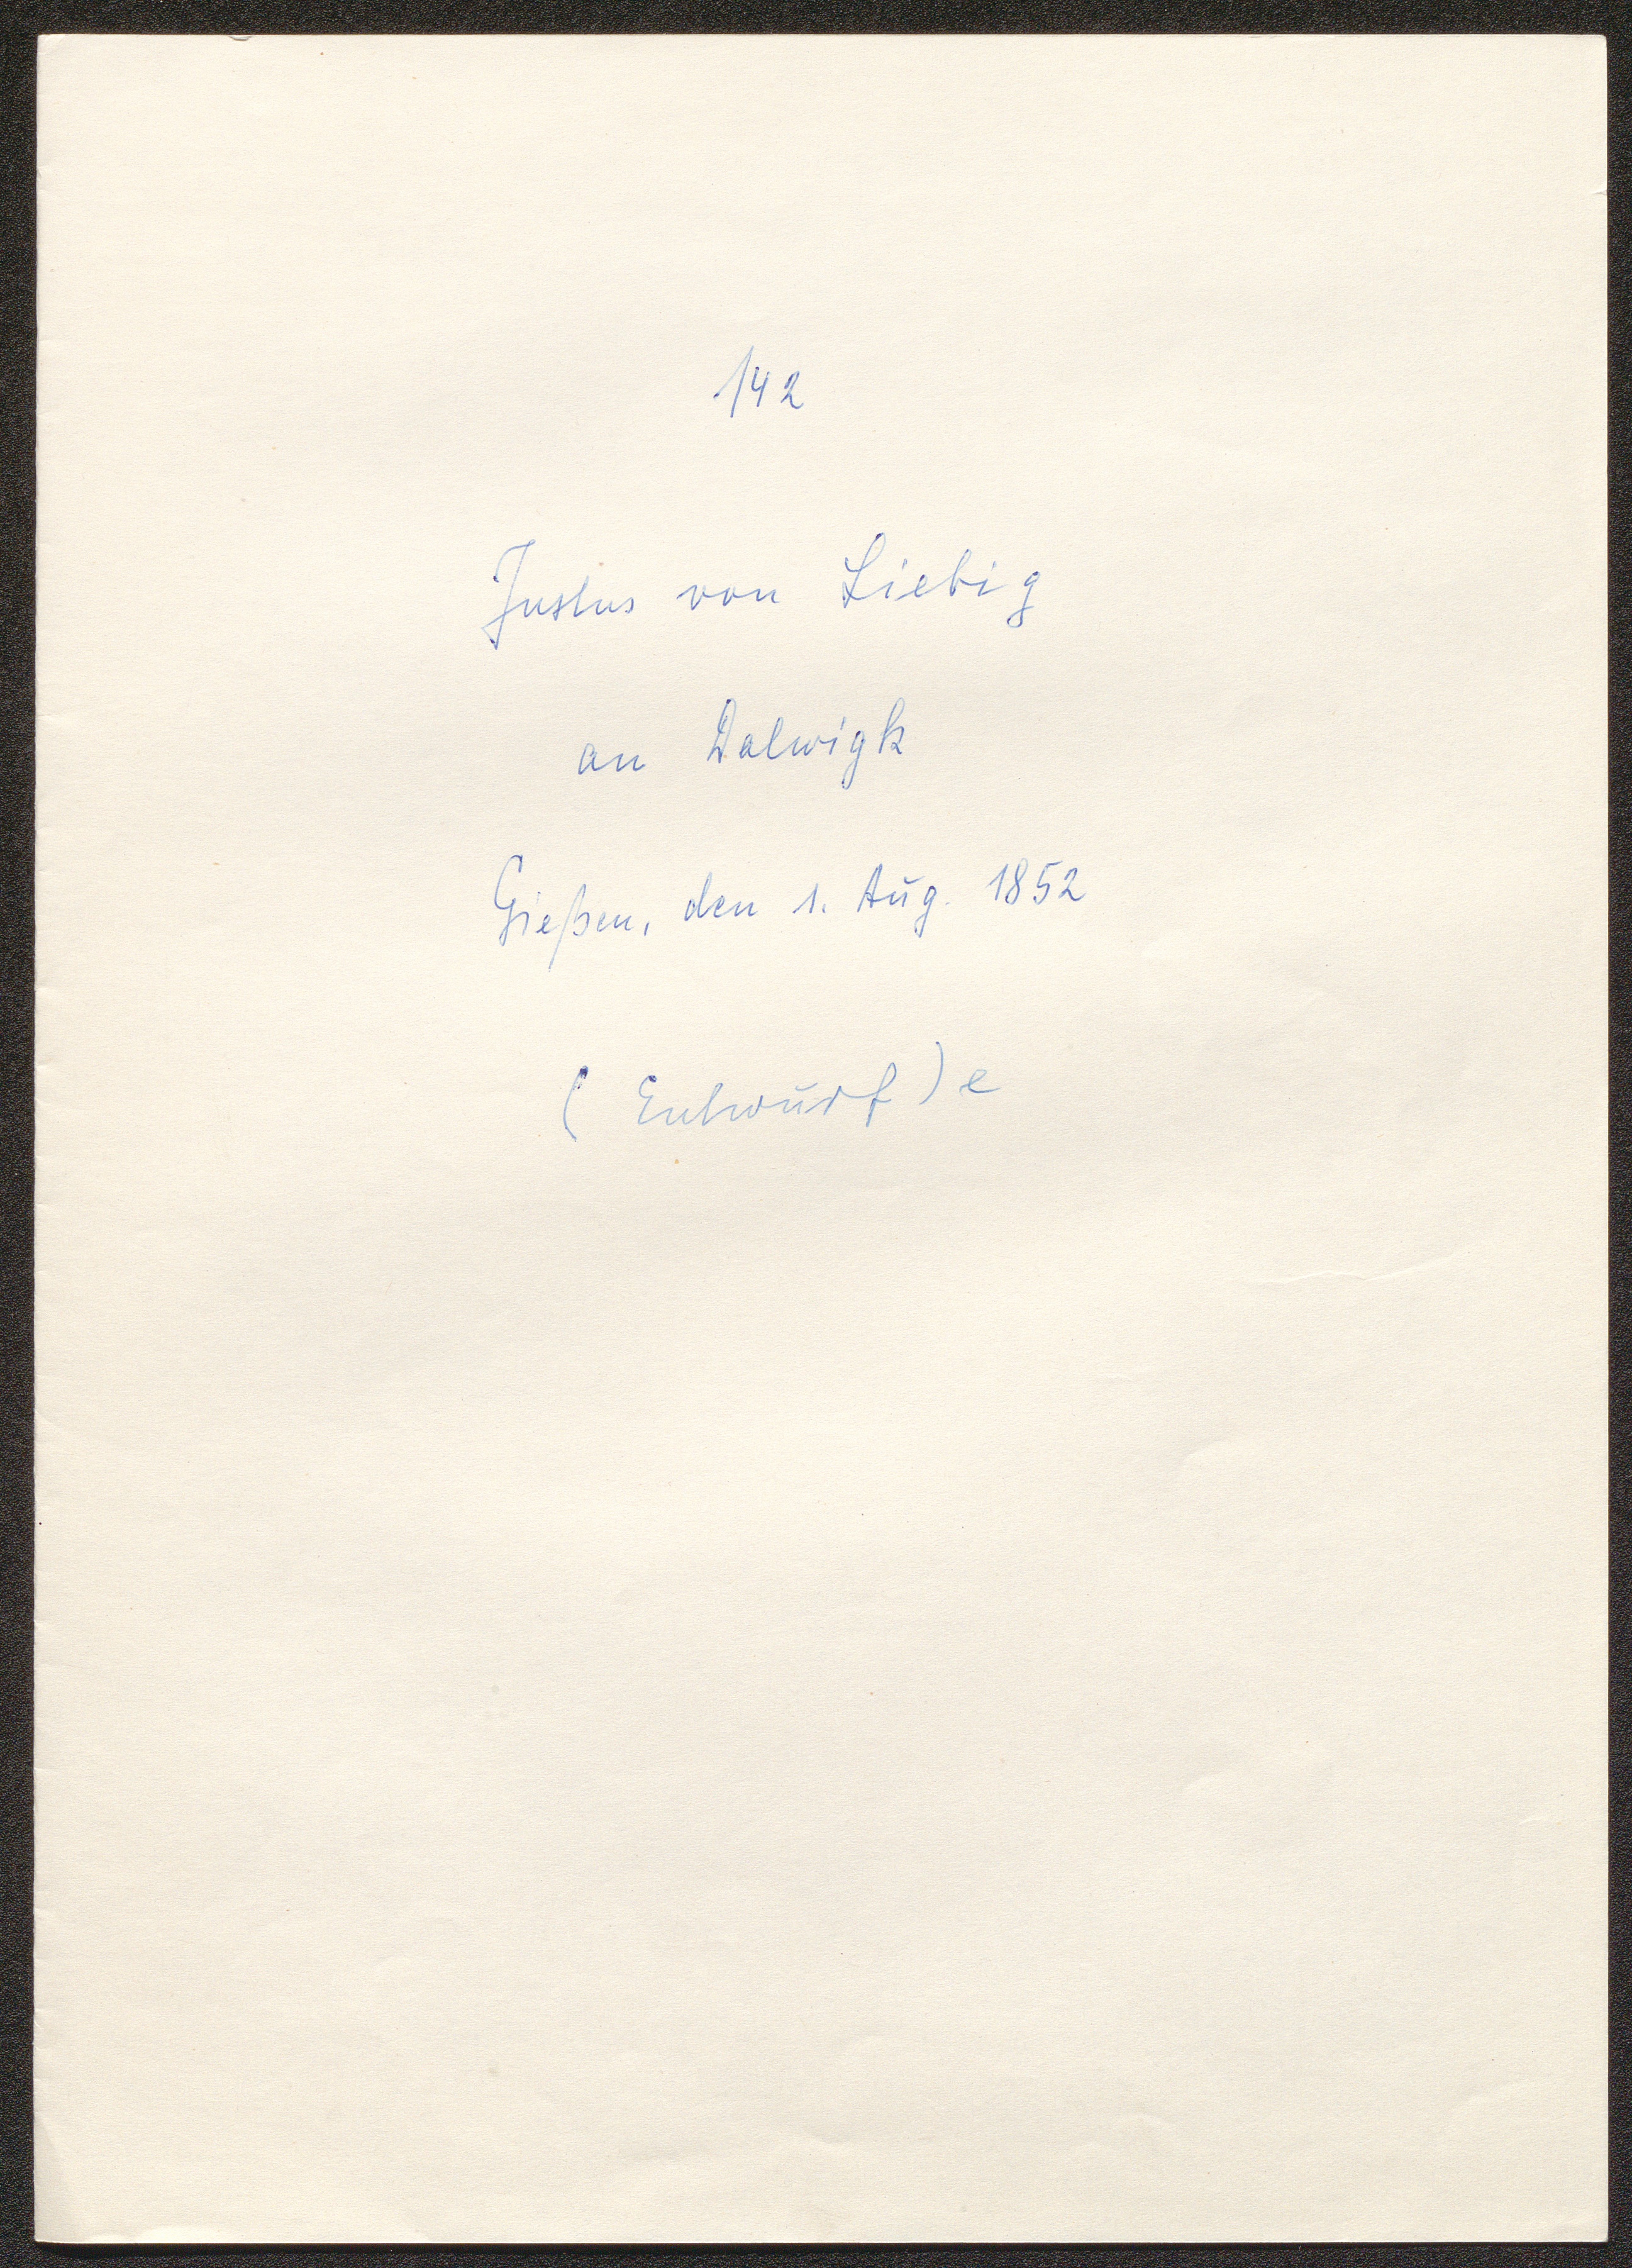 142
Justus von Liebig
an Dalwigk
Gießen, den 1. Aug. 1852
( Entwurf ) e